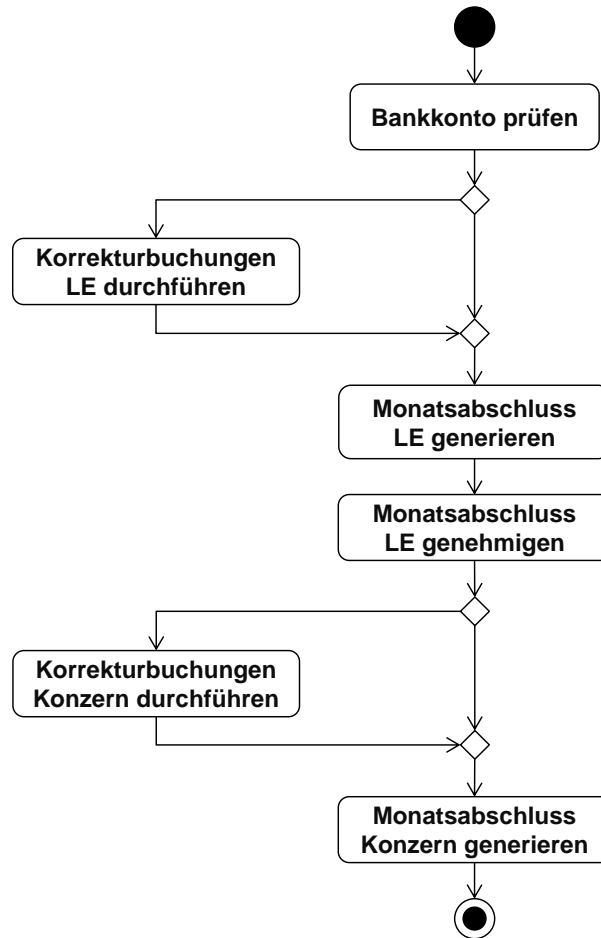 Bankkonto prüfen
Korrekturbuchungen
LE durchführen
Monatsabschluss
LE generieren
Monatsabschluss
LE genehmigen
Korrekturbuchungen
Konzern durchführen
Monatsabschluss
Konzern generieren